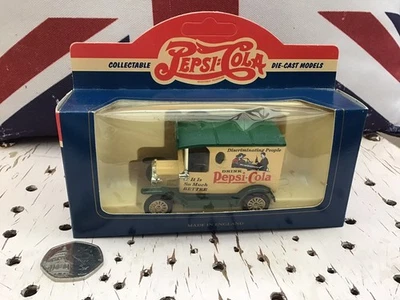 COLLECTABLE PEPSI-COLA DIE-CAST MODELS
Discriminating People
DRINK
Pepsi-Cola
It Is
So Much
BETTER